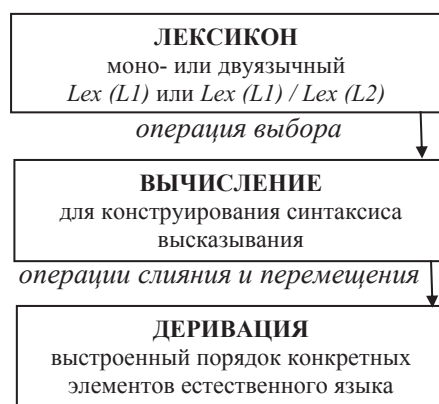 ЛЕКСИКОН
моно- или двуязычный
Lex (L1) или Lex (L1) / Lex (L2)
операция выбора
ВЫЧИСЛЕНИЕ
для конструирования синтаксиса
высказывания
операции слияния и перемещения
ДЕРИВАЦИЯ
выстроенный порядок конкретных
элементов естественного языка